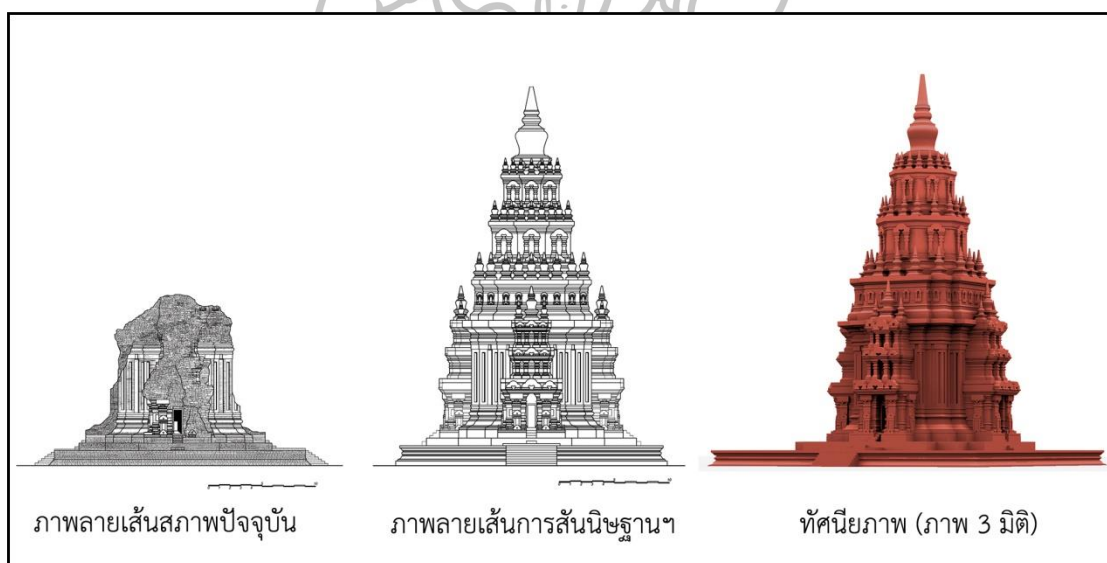 ภาพลายเส้นสภาพปัจจุบัน
ภาพลายเส้นการสันนิษฐานฯ
ทัศนียภาพ (ภาพ 3 มิติ)